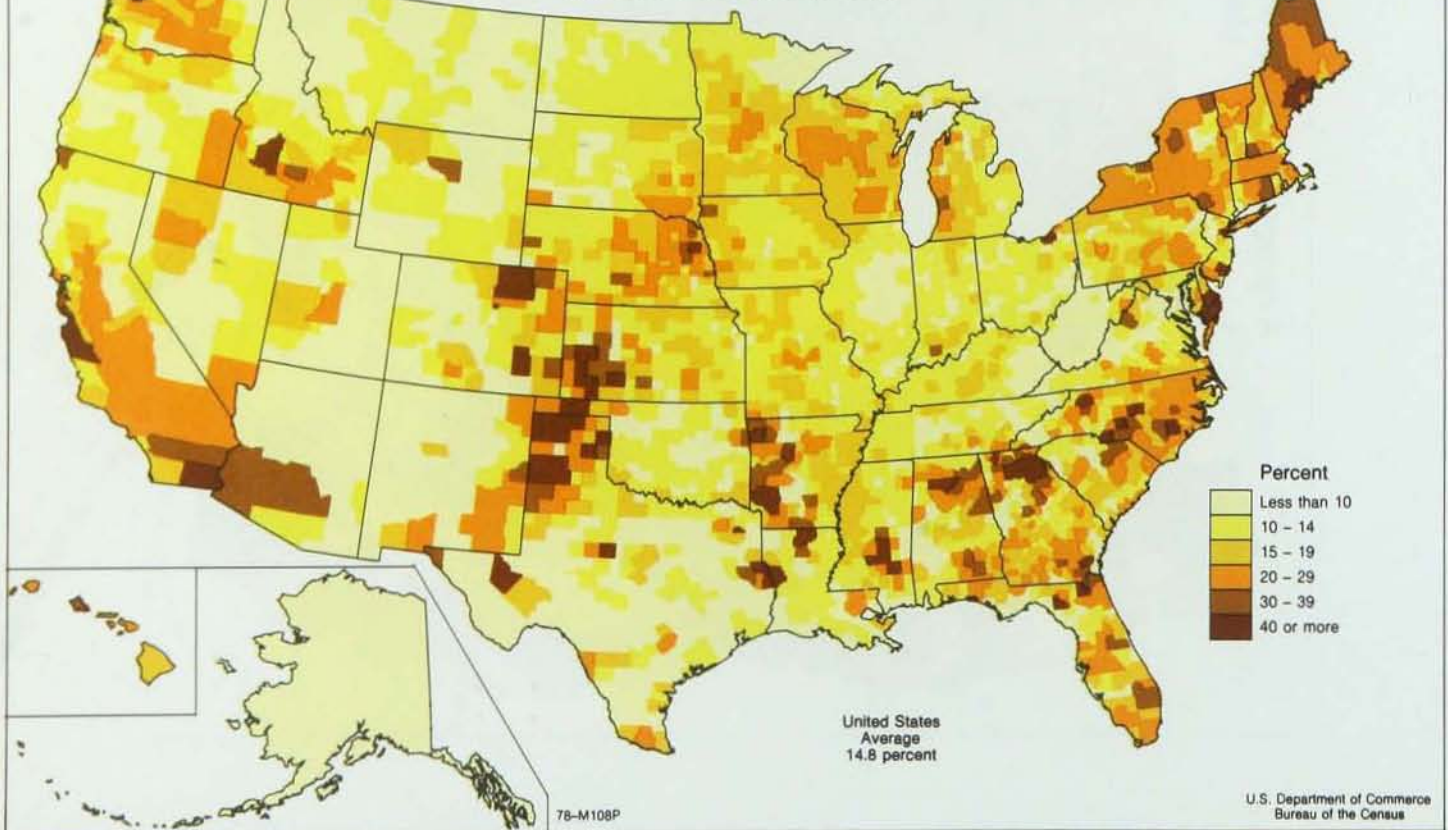 Percent
Less than 10
10 – 14
15 – 19
20 – 29
30 – 39
40 or more
United States
Average
14.8 percent
78–M108P
U.S. Department of Commerce
Bureau of the Census